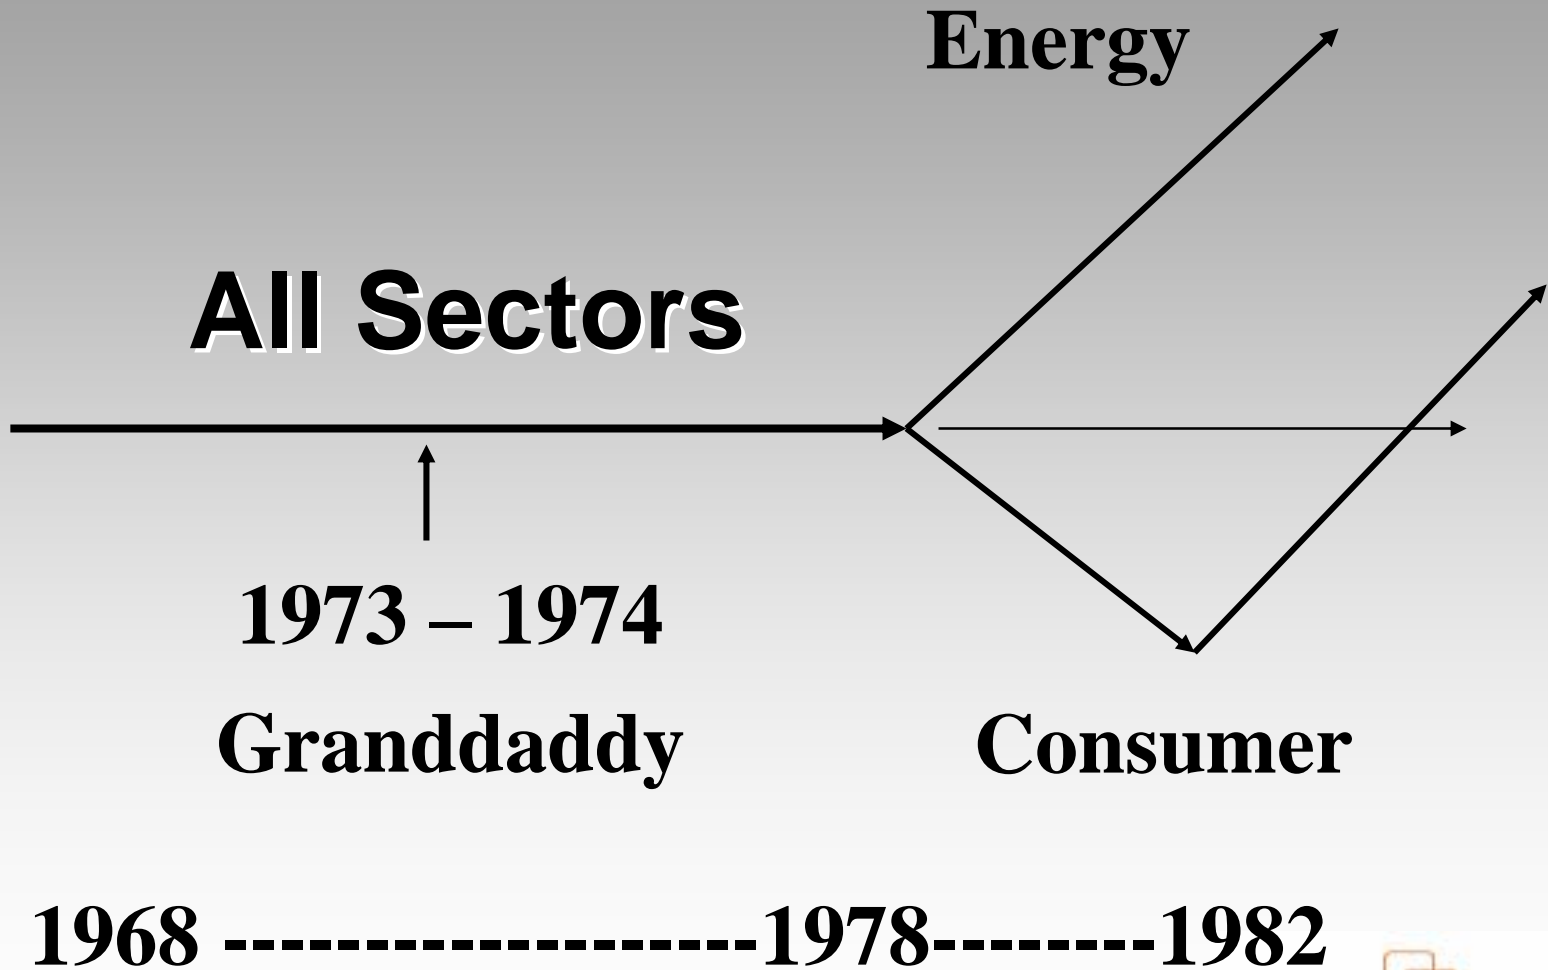 Energy
All Sectors
1973 – 1974
Granddaddy
Consumer
1968 -------------------1978--------1982